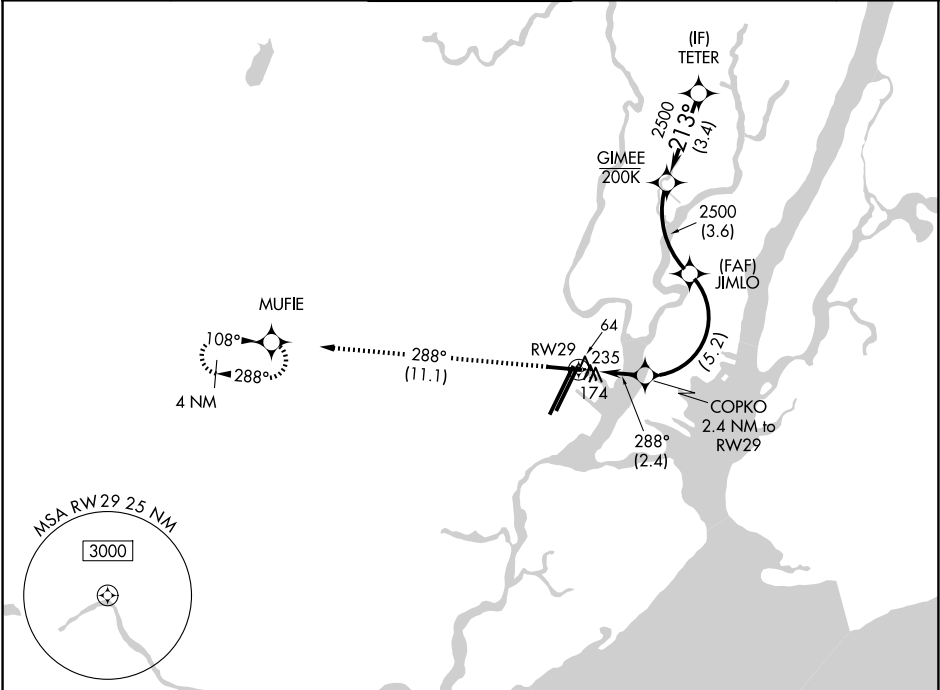 (IF)
TETER
2500
213°
(3.4)
GIMEE
200K
2500
(3.6)
(FAF)
JIMLO
MUFIE
108°
288°
4 NM
288°
(11.1)
RW29
64
235
174
(5.2)
COPKO
2.4 NM to
RW29
288°
(2.4)
MSA RW29 25 NM
3000